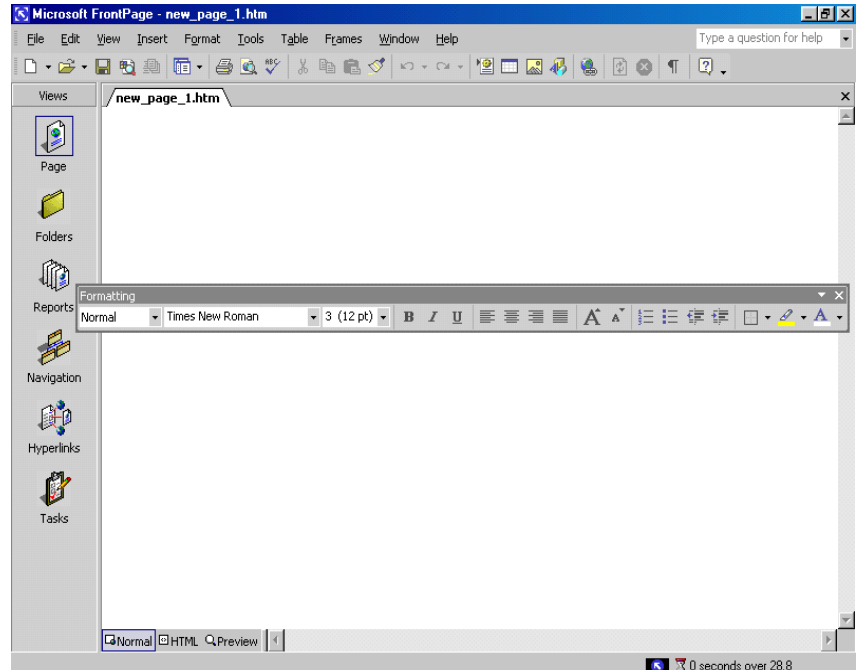 Microsoft FrontPage - new_page_1.htm
File Edit View Insert Format Tools Table Frames Window Help Type a question for help
ABC
Views
new_page_1.htm
Page
Folders
Reports
Formatting
Normal Times New Roman 3 (12 pt) B I U A A A
Navigation
Hyperlinks
Tasks
Normal HTML Preview
0 seconds over 28.8